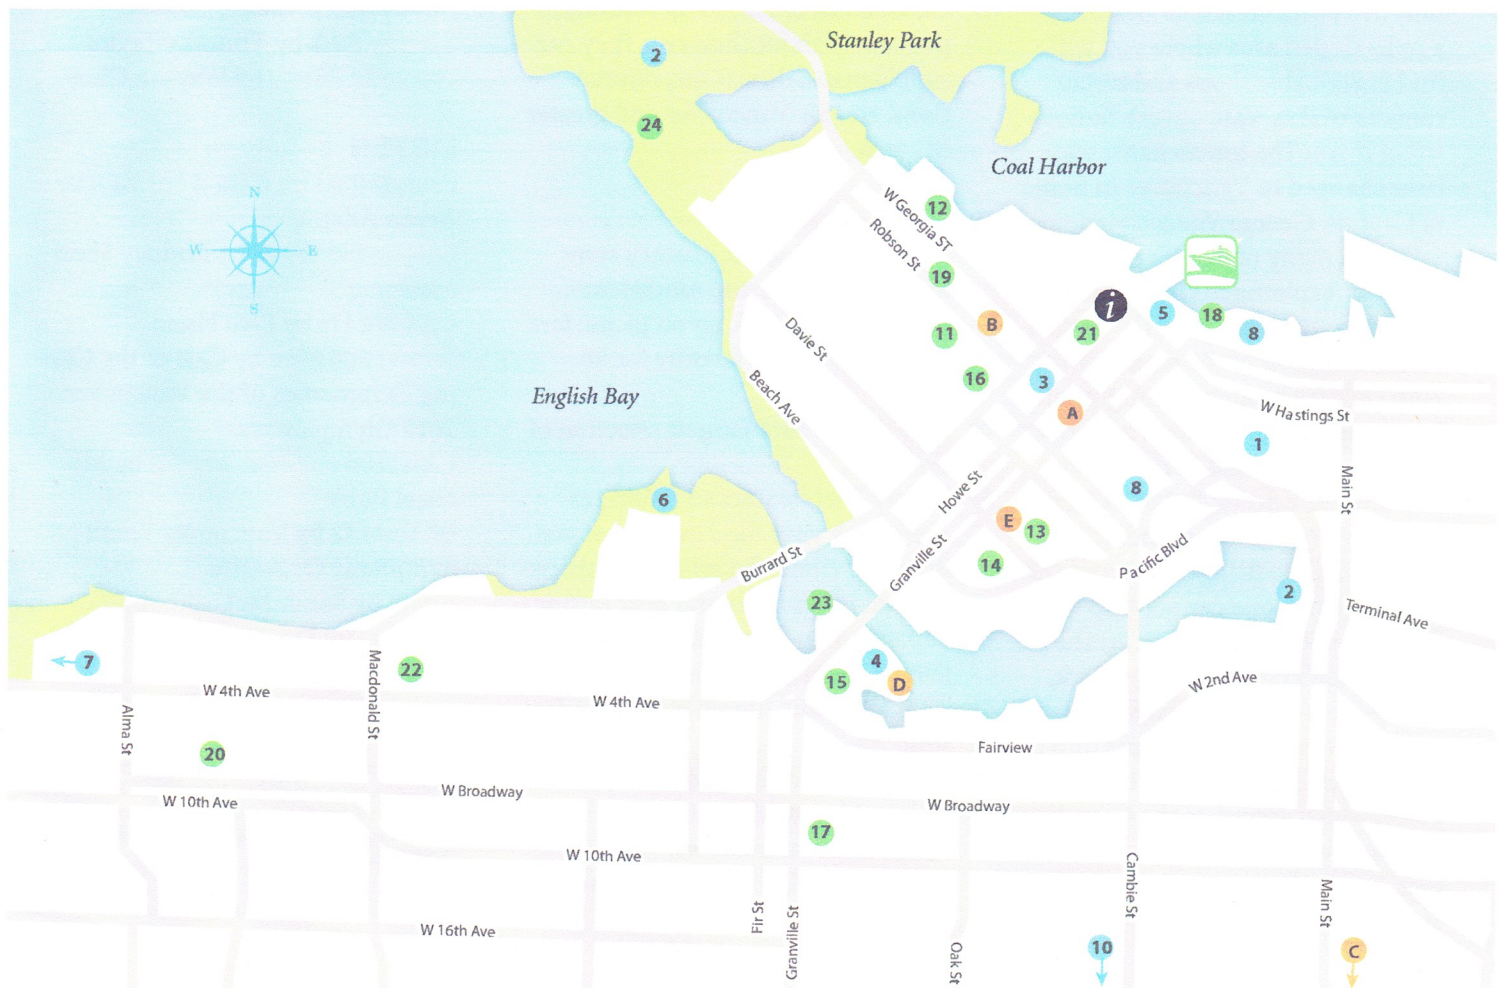 Stanley Park
2
24
Coal Harbor
N
W
E
S
W Georgia ST
12
Robson St
19
i
5
18
8
B
11
21
Davie St
16
3
A
Beach Ave
English Bay
W Hastings St
1
Main St
6
Howe St
8
E
13
Granville St
14
Burrard St
Pacific Blvd
23
2
Terminal Ave
7
22
Macdonald St
W 4th Ave
W 4th Ave
4
15
D
W 2nd Ave
Alma St
20
Fairview
W Broadway
W Broadway
W 10th Ave
17
W 10th Ave
Cambie St
Main St
Fir St
Granville St
W 16th Ave
Oak St
10
C